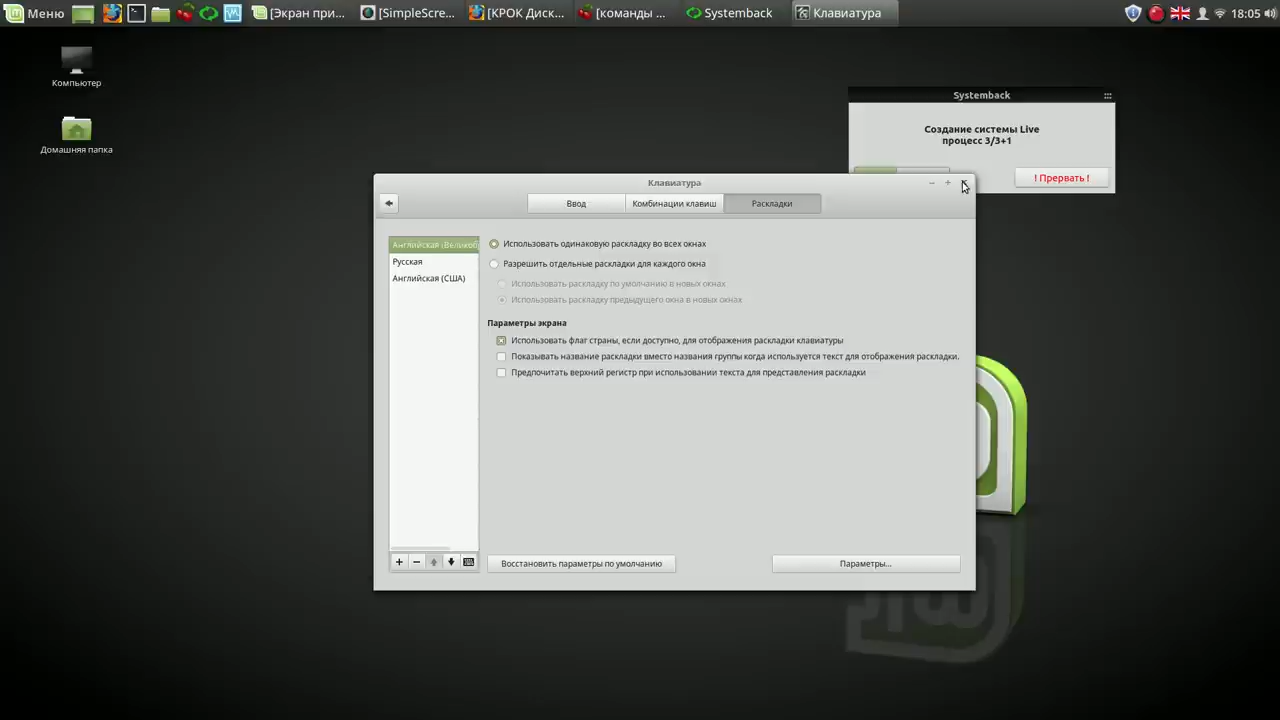 Меню
[Экран при...
[SimpleScre...
[КРОК Диск...
[команды ...
Systemback
Клавиатура
18:05
Компьютер
Домашняя папка
Systemback
Создание системы Live
процесс 3/3+1
! Прервать !
Клавиатура
Ввод
Комбинации клавиш
Раскладки
Английская (Великоб
Русская
Английская (США)
Использовать одинаковую раскладку во всех окнах
Разрешить отдельные раскладки для каждого окна
Использовать раскладку по умолчанию в новых окнах
Использовать раскладку предыдущего окна в новых окнах
Параметры экрана
Использовать флаг страны, если доступно, для отображения раскладки клавиатуры
Показывать название раскладки вместо названия группы когда используется текст для отображения раскладки.
Предпочитать верхний регистр при использовании текста для представления раскладки
Восстановить параметры по умолчанию
Параметры...